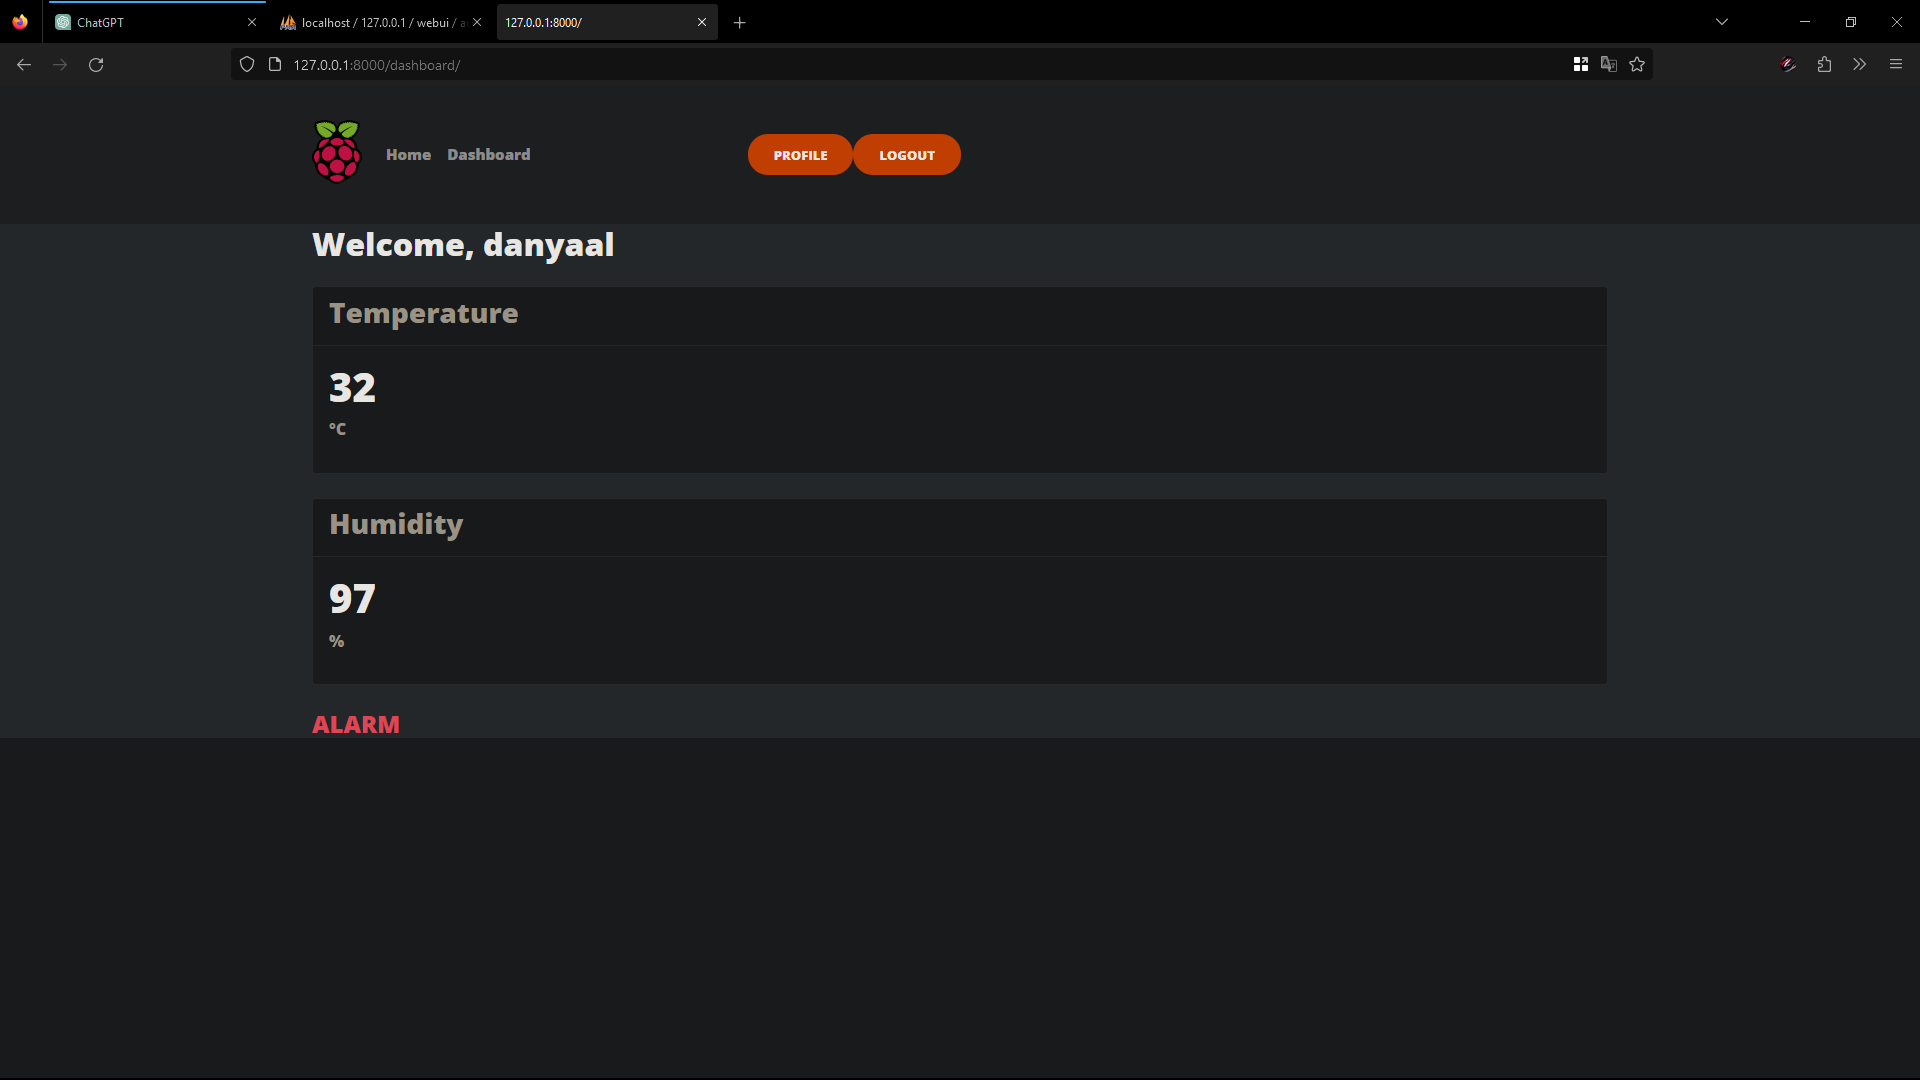 ChatGPT
localhost / 127.0.0.1 / webui /
127.0.0.1:8000/
127.0.0.1:8000/dashboard/
Home Dashboard PROFILE LOGOUT
Welcome, danyaal
Temperature
32
°C
Humidity
97
%
ALARM